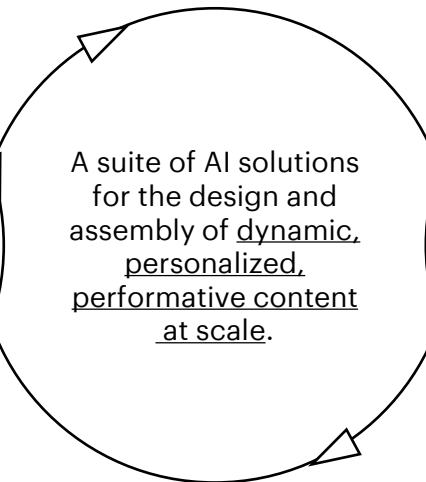 A suite of AI solutions
for the design and
assembly of dynamic,
personalized,
performative content
at scale.